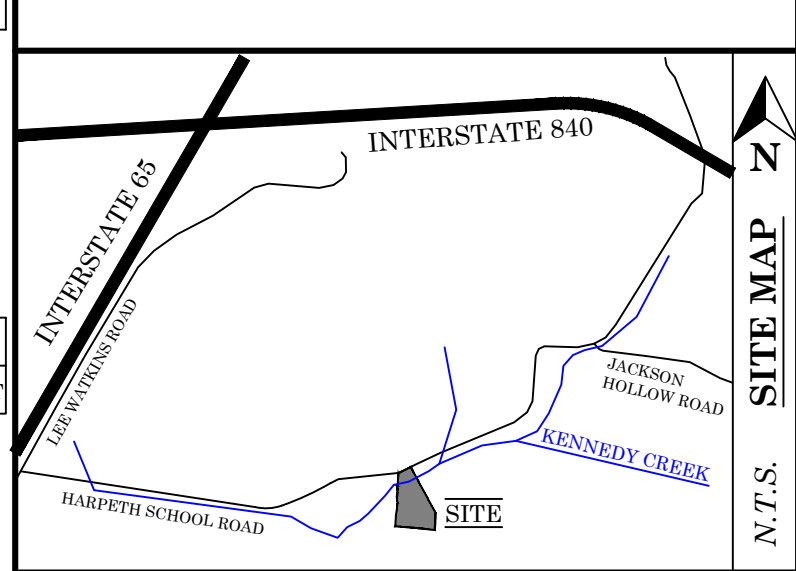 INTERSTATE 840
INTERSTATE 65
LEE WATKINS ROAD
JACKSON
HOLLOW ROAD
KENNEDY CREEK
HARPETH SCHOOL ROAD
SITE
N
SITE MAP
N.T.S.